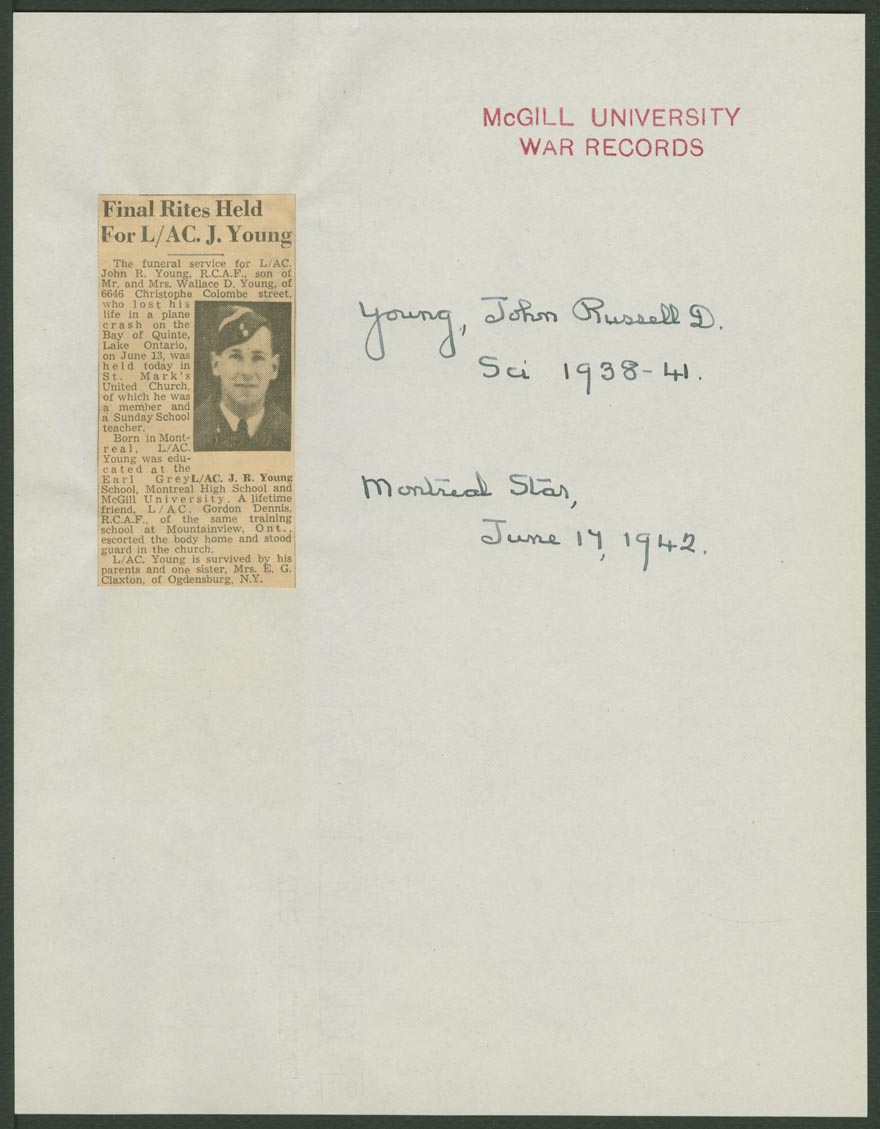 McGILL UNIVERSITY
WAR RECORDS
Final Rites Held
For L/AC. J. Young
The funeral service for L/AC.
John R. Young, R.C.A.F., son of
Mr. and Mrs. Wallace D. Young, of
6646 Christophe Colombe street,
who lost his
life in a plane
crash on the
Bay of Quinte,
Lake Ontario,
on June 13, was
held today in
St. Mark's
United Church,
of which he was
a member and
a Sunday School
teacher.
Born in Mont-
real, L/AC.
Young was edu-
cated at the
Earl Grey
L/AC. J. R. Young
School, Montreal High School and
McGill University. A lifetime
friend, L/AC. Gordon Dennis,
R.C.A.F., of the same training
school at Mountainview, Ont.,
escorted the body home and stood
guard in the church.
L/AC. Young is survived by his
parents and one sister, Mrs. E. G.
Claxton, of Ogdensburg, N.Y.
Young, John Russell D.
Sci 1938-41.
Montreal Star,
June 17, 1942.